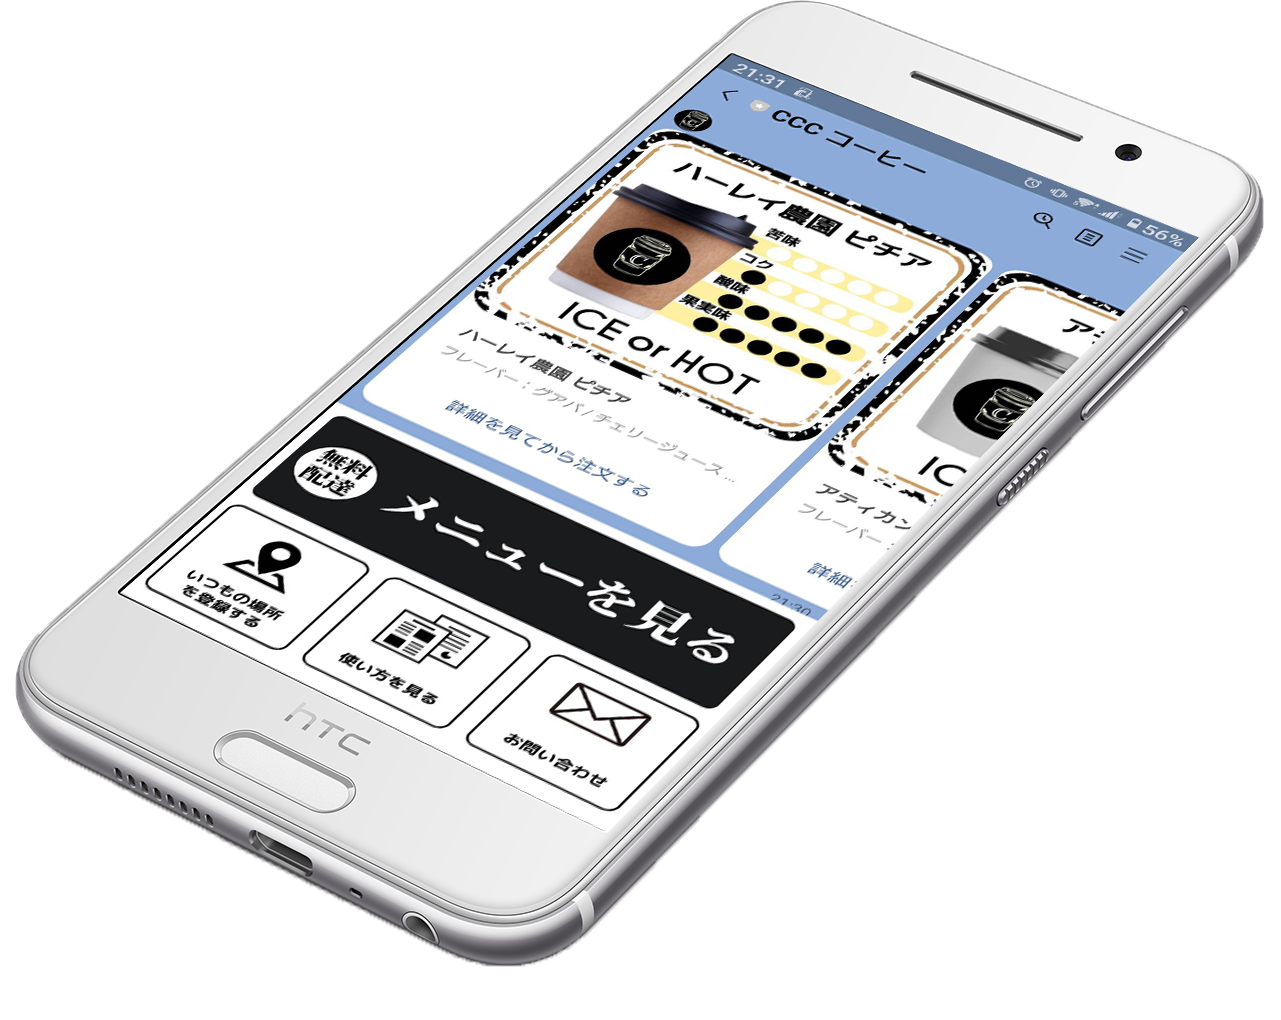 21:31
56%
CCC コーヒー
ハーレイ農園 ピチア
苦味
コク
酸味
果実味
ICE or HOT
ハーレイ農園 ピチア
フレーバー：グアバ / チェリージュース ...
詳細を見てから注文する
ア
IC
アティカン
フレーバー：
詳細
21:30
無料
配達
メニューを見る
いつもの場所
を登録する
使い方を見る
お問い合わせ
hTC